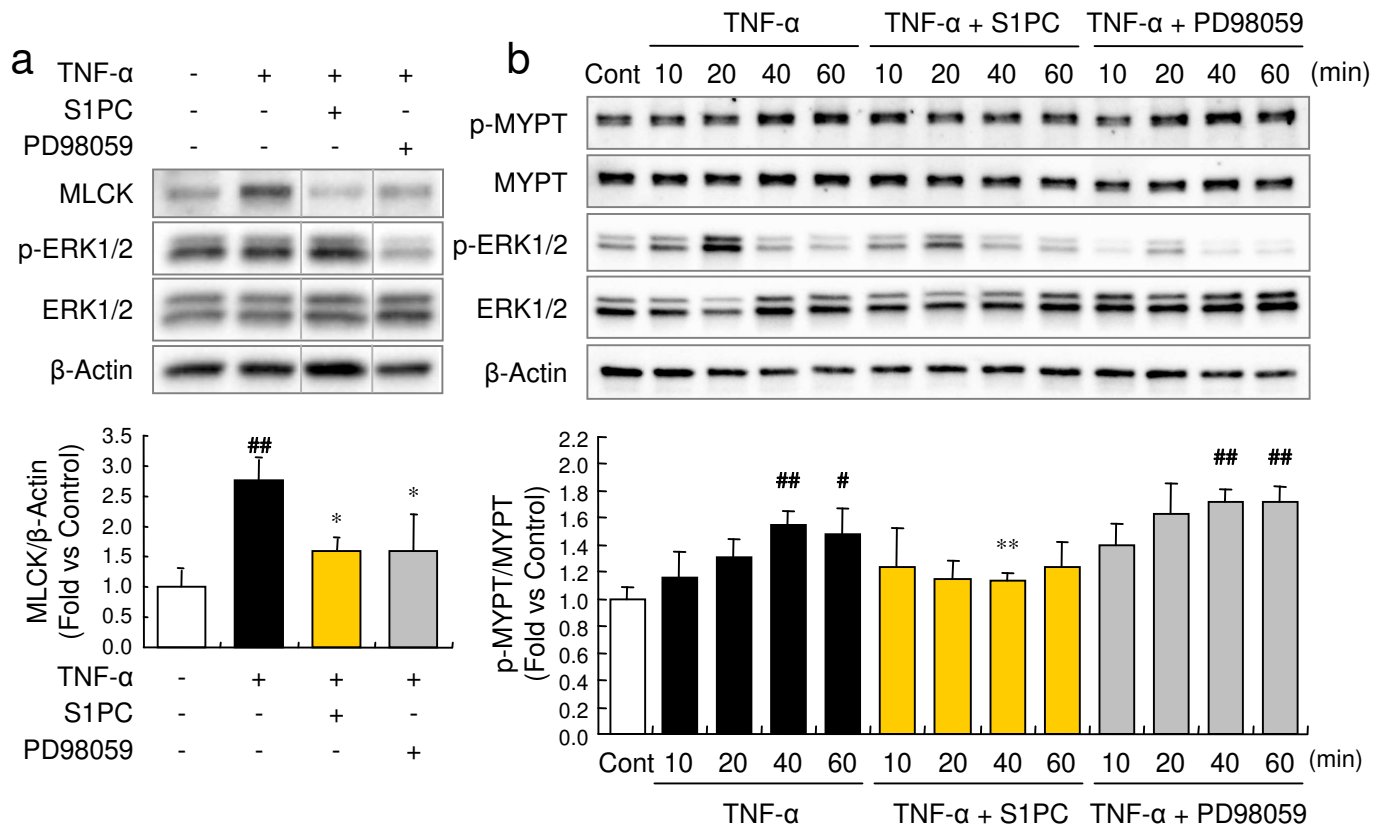 a
TNF-α - + + +
S1PC - - + -
PD98059 - - - +
MLCK
p-ERK1/2
ERK1/2
β-Actin
3.5
3.0
2.5
2.0
1.5
1.0
0.5
0.0
MLCK/β-Actin
(Fold vs Control)
##
*
*
TNF-α - + + +
S1PC - - + -
PD98059 - - - +
b
TNF-α TNF-α + S1PC TNF-α + PD98059
Cont 10 20 40 60 10 20 40 60 10 20 40 60 (min)
p-MYPT
MYPT
p-ERK1/2
ERK1/2
β-Actin
2.2
2.0
1.8
1.6
1.4
1.2
1.0
0.8
0.6
0.4
0.2
0.0
p-MYPT/MYPT
(Fold vs Control)
## # ** ## ##
Cont 10 20 40 60 10 20 40 60 10 20 40 60 (min)
TNF-α TNF-α + S1PC TNF-α + PD98059